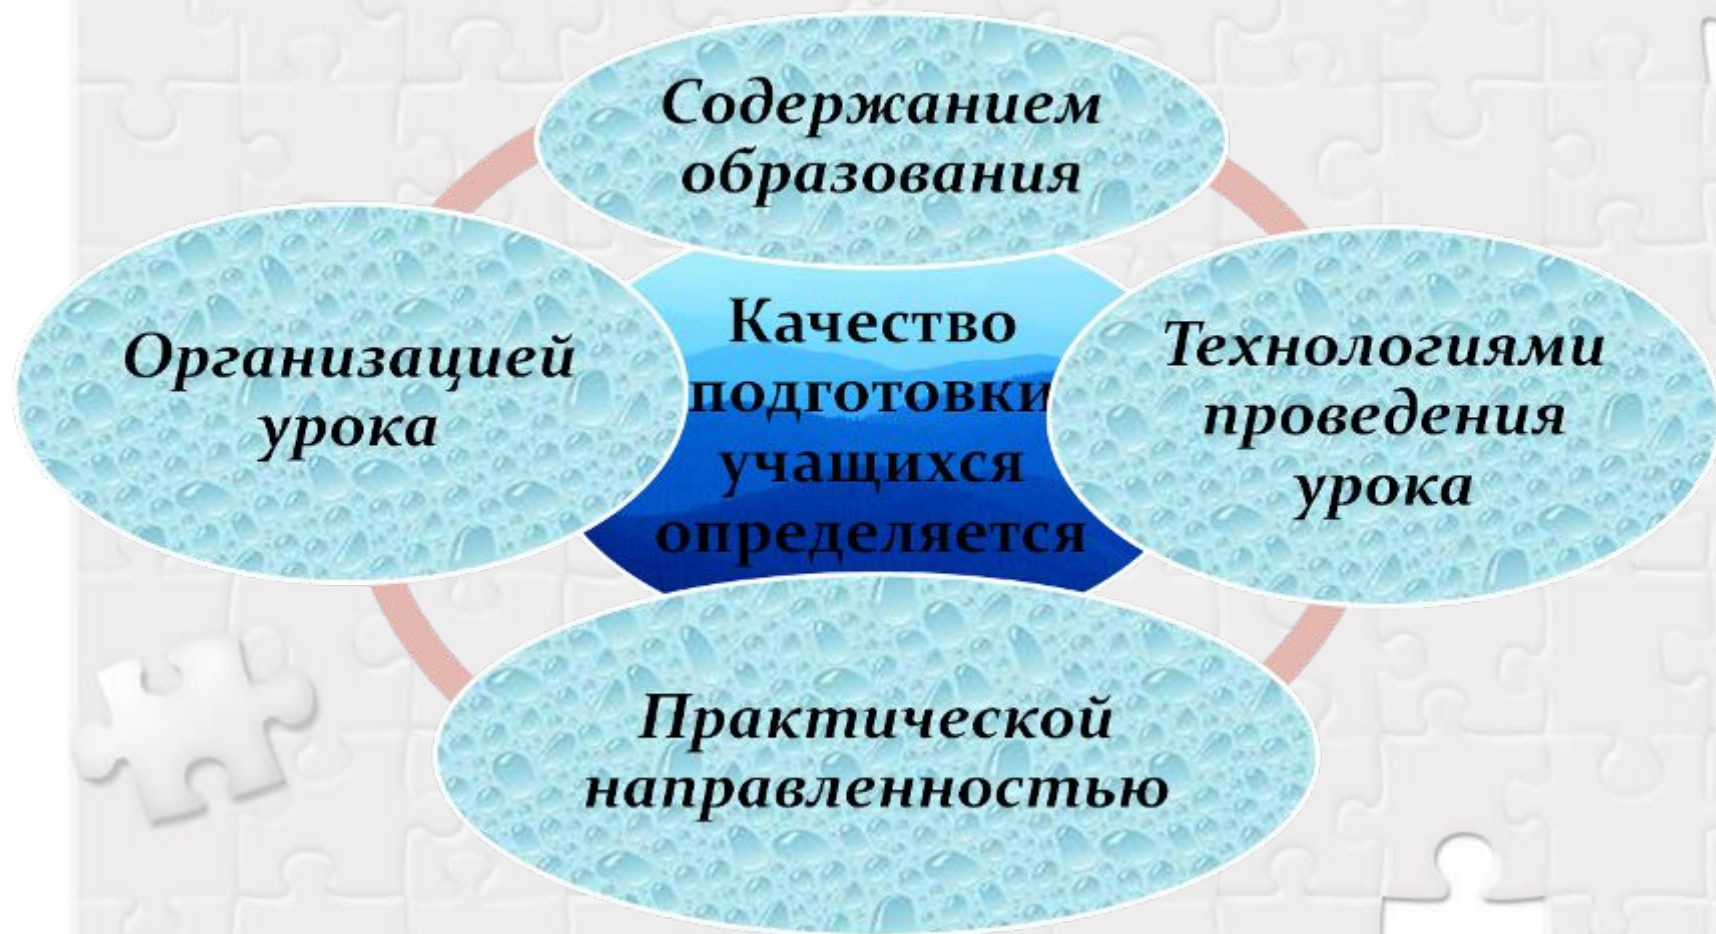 Содержанием
образования
Организацией
урока
Качество
подготовки
учащихся
определяется
Технологиями
проведения
урока
Практической
направленностью